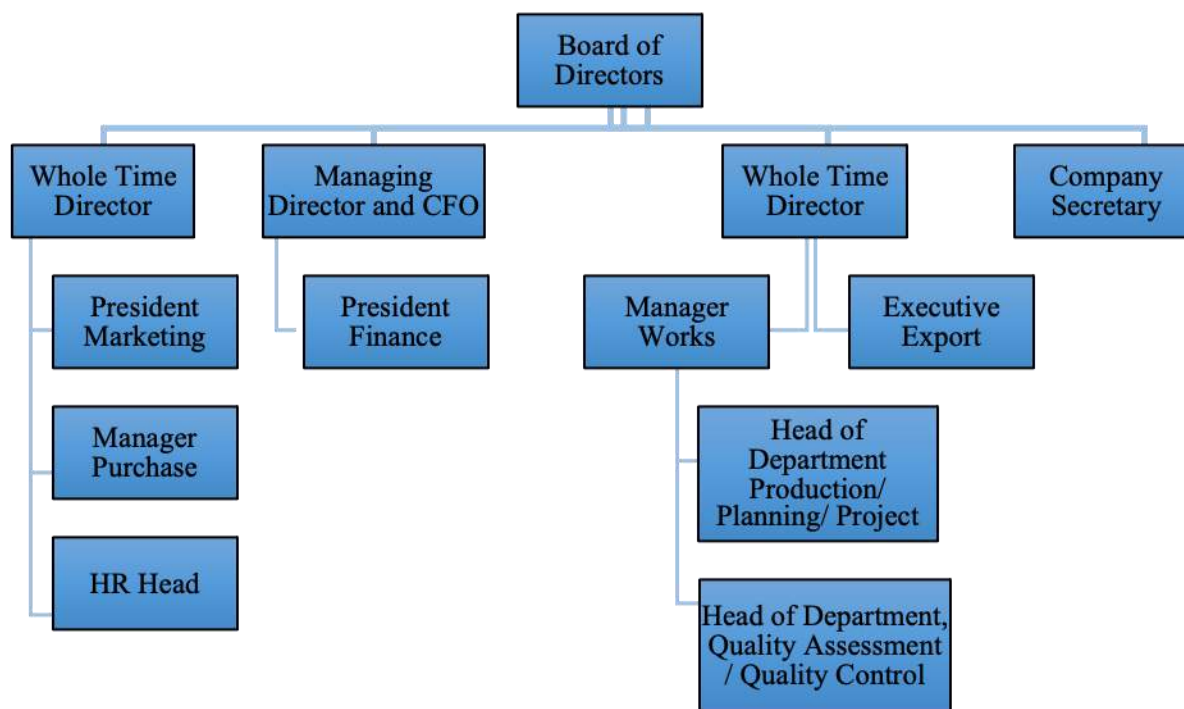 Board of
Directors
Whole Time
Director
Managing
Director and CFO
Whole Time
Director
Company
Secretary
President
Marketing
President
Finance
Manager
Works
Executive
Export
Manager
Purchase
Head of
Department
Production/
Planning/ Project
HR Head
Head of Department,
Quality Assessment
/ Quality Control